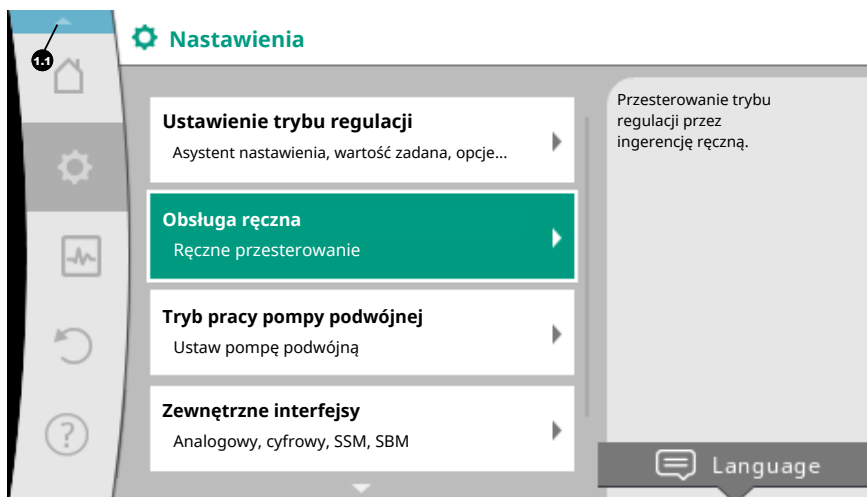 1.1
Nastawienia
Ustawienie trybu regulacji
Asystent nastawienia, wartość zadana, opcje...
Obsługa ręczna
Ręczne przesterowanie
Tryb pracy pompy podwójnej
Ustaw pompę podwójną
Zewnętrzne interfejsy
Analogowy, cyfrowy, SSM, SBM
Przesterowanie trybu
regulacji przez
ingerencję ręczną.
?
Language